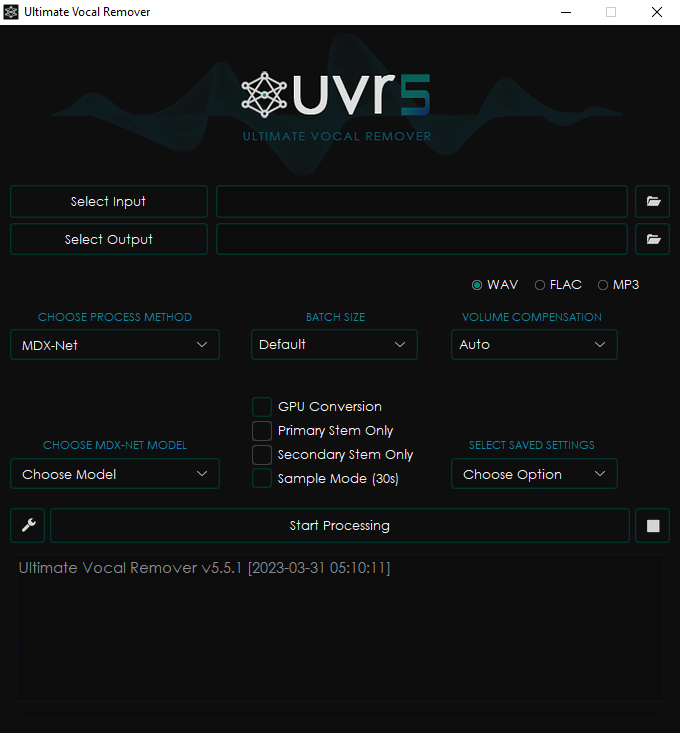 Ultimate Vocal Remover
uvr5
ULTIMATE VOCAL REMOVER
Select Input
Select Output
WAV FLAC MP3
CHOOSE PROCESS METHOD BATCH SIZE VOLUME COMPENSATION
MDX-Net Default Auto
GPU Conversion
Primary Stem Only
CHOOSE MDX-NET MODEL SELECT SAVED SETTINGS
Secondary Stem Only
Choose Model Choose Option
Sample Mode (30s)
Start Processing
Ultimate Vocal Remover v5.5.1 [2023-03-31 05:10:11]